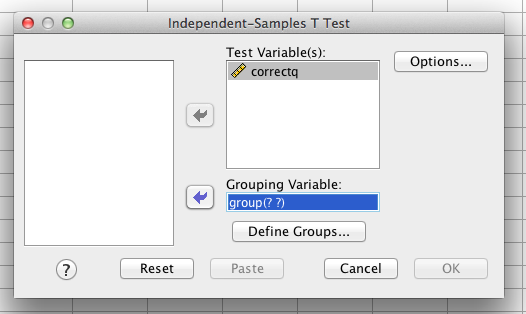 Independent-Samples T Test
Test Variable(s):
correctq
Options...
Grouping Variable:
group(? ?)
Define Groups...
?
Reset
Paste
Cancel
OK